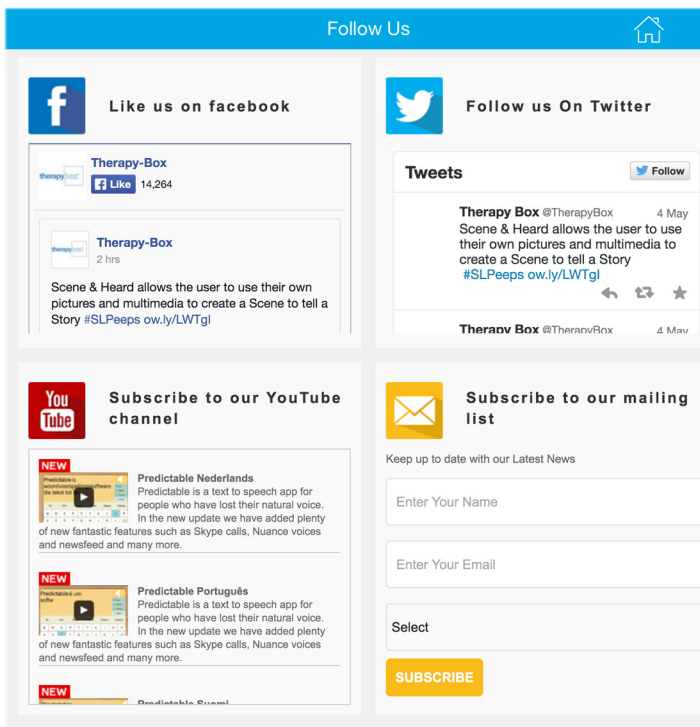 Follow Us
Like us on facebook
Therapy-Box
Like 14,264
Therapy-Box
2 hrs
Scene & Heard allows the user to use their own
pictures and multimedia to create a Scene to tell a
Story #SLPeeps ow.ly/LWTgI
Follow us On Twitter
Tweets
Follow
Therapy Box @TherapyBox 4 May
Scene & Heard allows the user to use
their own pictures and multimedia to
create a Scene to tell a Story
#SLPeeps ow.ly/LWTgI
Therapy Box @TherapyBox 4 May
You
Tube
Subscribe to our YouTube
channel
NEW
Predictable Nederlands
Predictable is a text to speech app for
people who have lost their natural voice.
In the new update we have added plenty
of new fantastic features such as Skype calls, Nuance voices
and newsfeed and many more.
NEW
Predictable Português
Predictable is a text to speech app for
people who have lost their natural voice.
In the new update we have added plenty
of new fantastic features such as Skype calls, Nuance voices
and newsfeed and many more.
NEW
Predictable Suomi
Subscribe to our mailing
list
Keep up to date with our Latest News
Enter Your Name
Enter Your Email
Select
SUBSCRIBE